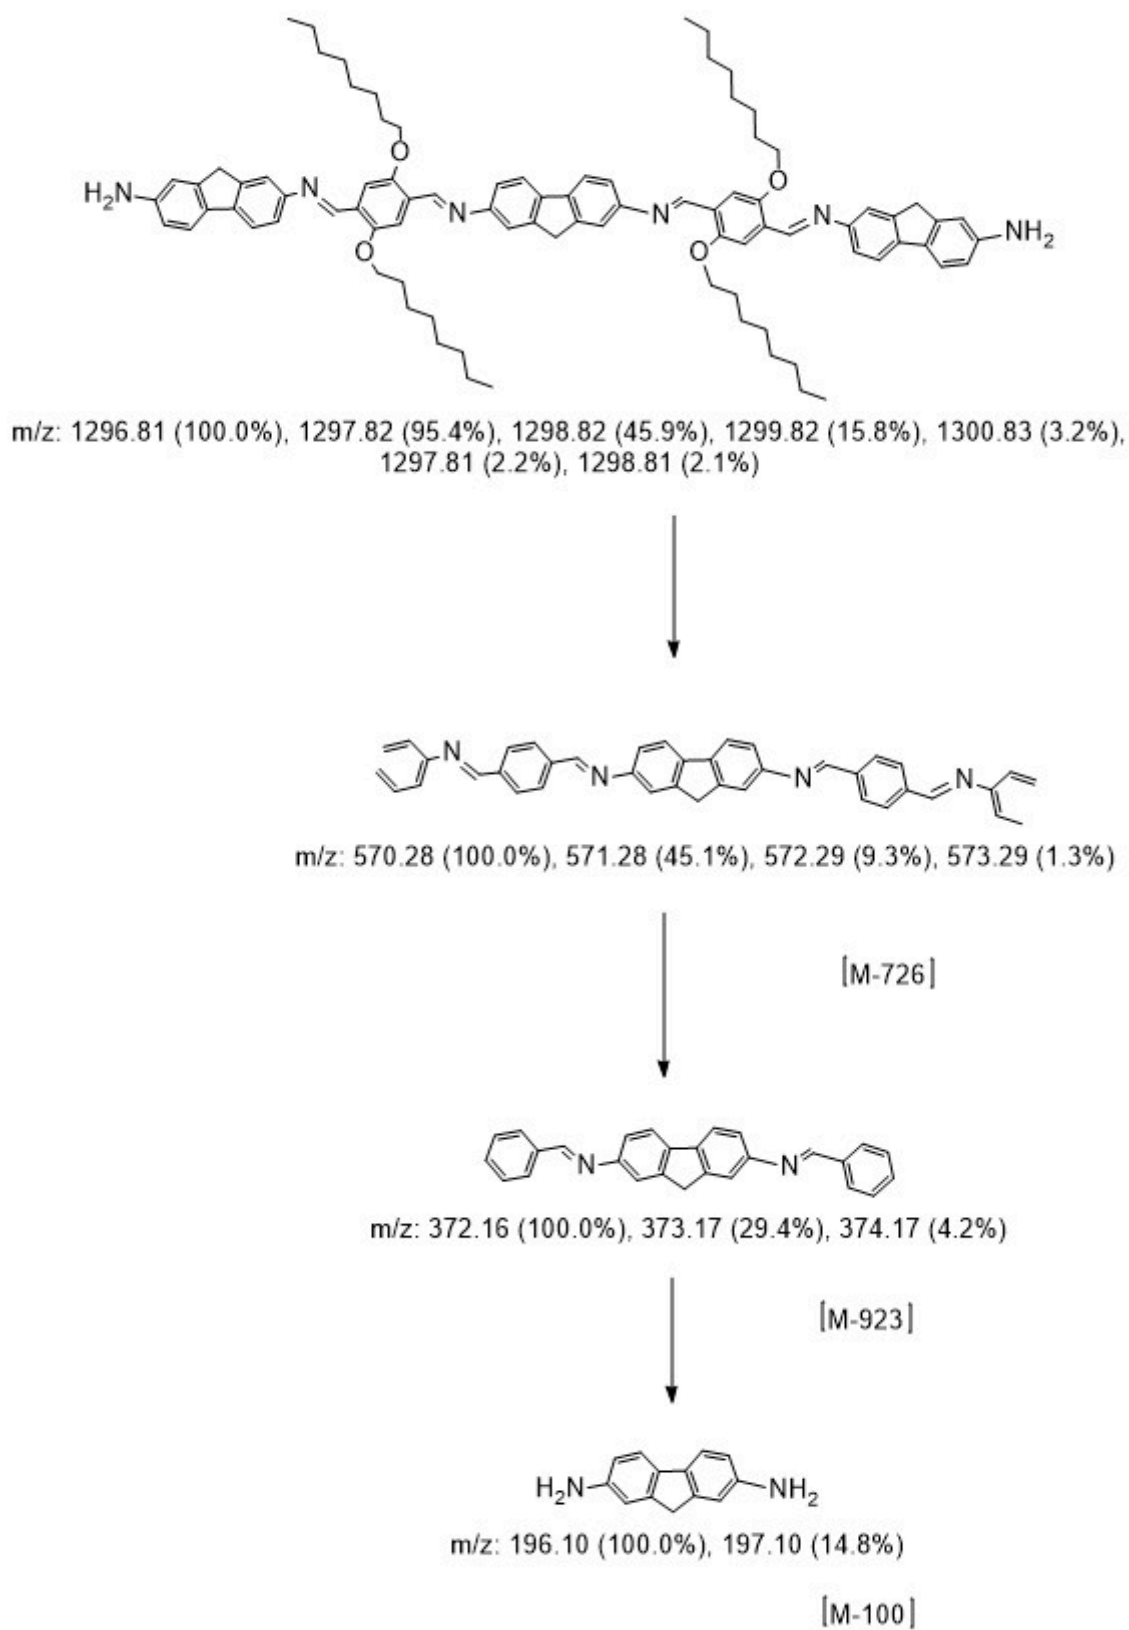 O
O
H₂N
N
N
N
N
NH₂
O
O
m/z: 1296.81 (100.0%), 1297.82 (95.4%), 1298.82 (45.9%), 1299.82 (15.8%), 1300.83 (3.2%),
1297.81 (2.2%), 1298.81 (2.1%)
N
N
N
N
m/z: 570.28 (100.0%), 571.28 (45.1%), 572.29 (9.3%), 573.29 (1.3%)
[M-726]
N
N
m/z: 372.16 (100.0%), 373.17 (29.4%), 374.17 (4.2%)
[M-923]
H₂N
NH₂
m/z: 196.10 (100.0%), 197.10 (14.8%)
[M-100]